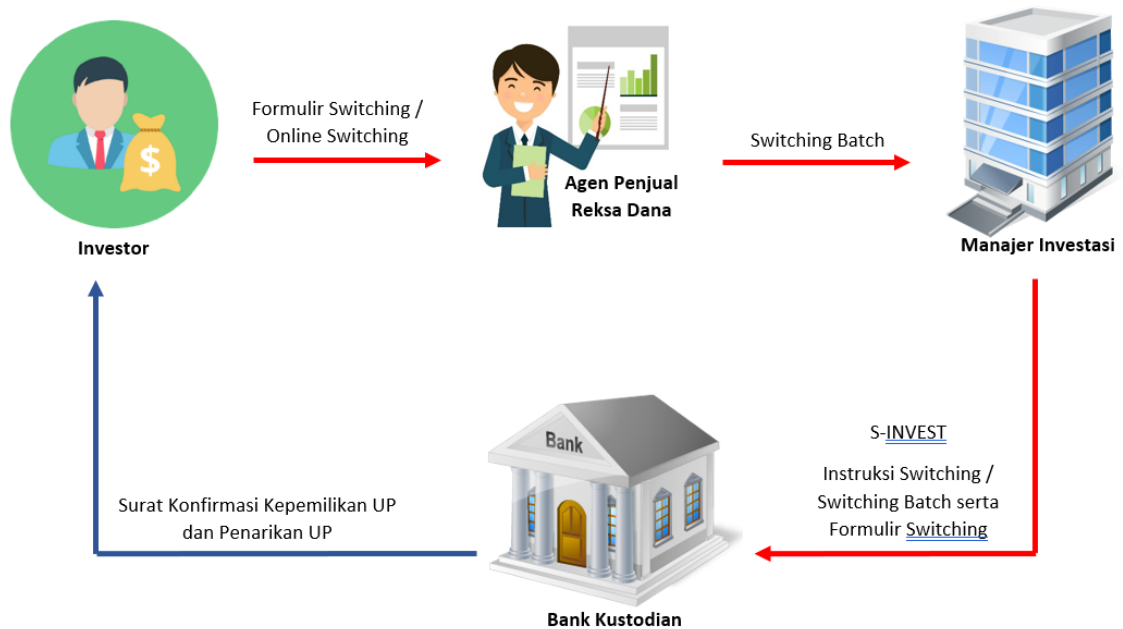 Formulir Switching /
Online Switching
Switching Batch
Agen Penjual
Reksa Dana
Investor
Manajer Investasi
S-INVEST
Instruksi Switching /
Switching Batch serta
Formulir Switching
Bank
Surat Konfirmasi Kepemilikan UP
dan Penarikan UP
Bank Kustodian